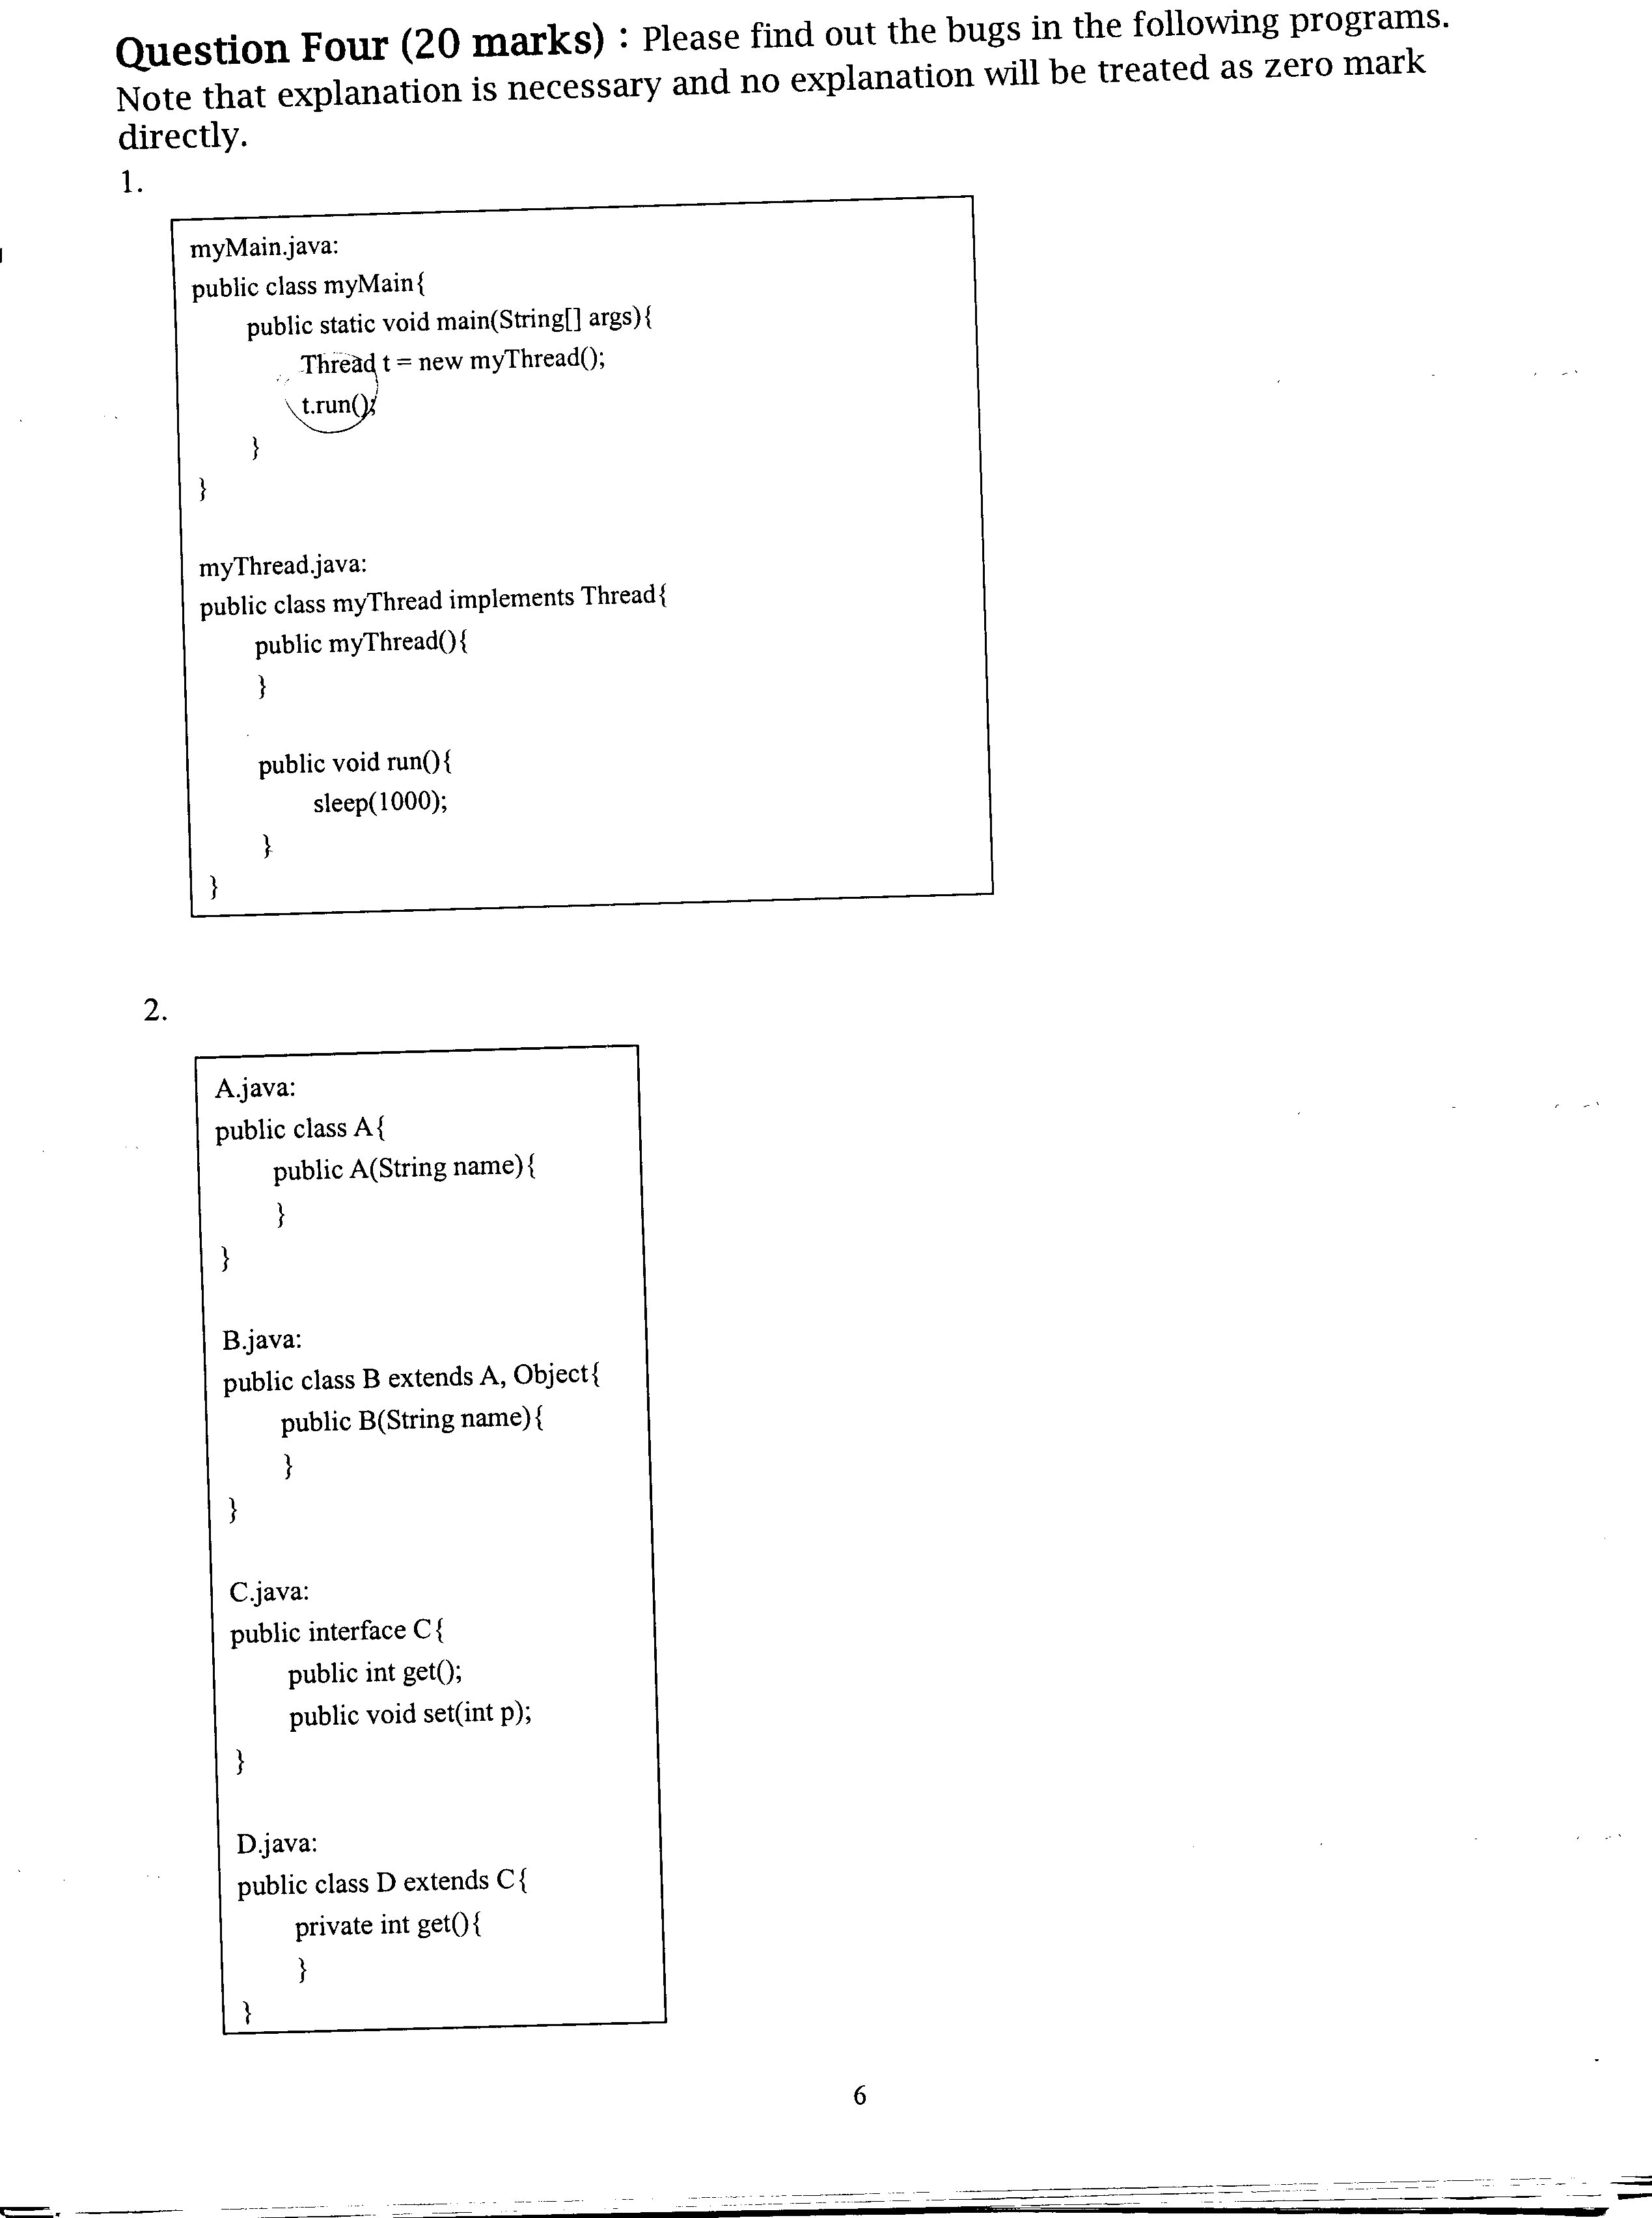 Question Four (20 marks) : Please find out the bugs in the following programs.
Note that explanation is necessary and no explanation will be treated as zero mark
directly.
1.
myMain.java:
public class myMain{
public static void main(String[] args){
Thread t = new myThread();
t.run();
}
}
myThread.java:
public class myThread implements Thread{
public myThread(){
}
public void run(){
sleep(1000);
}
}
2.
A.java:
public class A{
public A(String name){
}
}
B.java:
public class B extends A, Object{
public B(String name){
}
}
C.java:
public interface C{
public int get();
public void set(int p);
}
D.java:
public class D extends C{
private int get(){
}
}
6